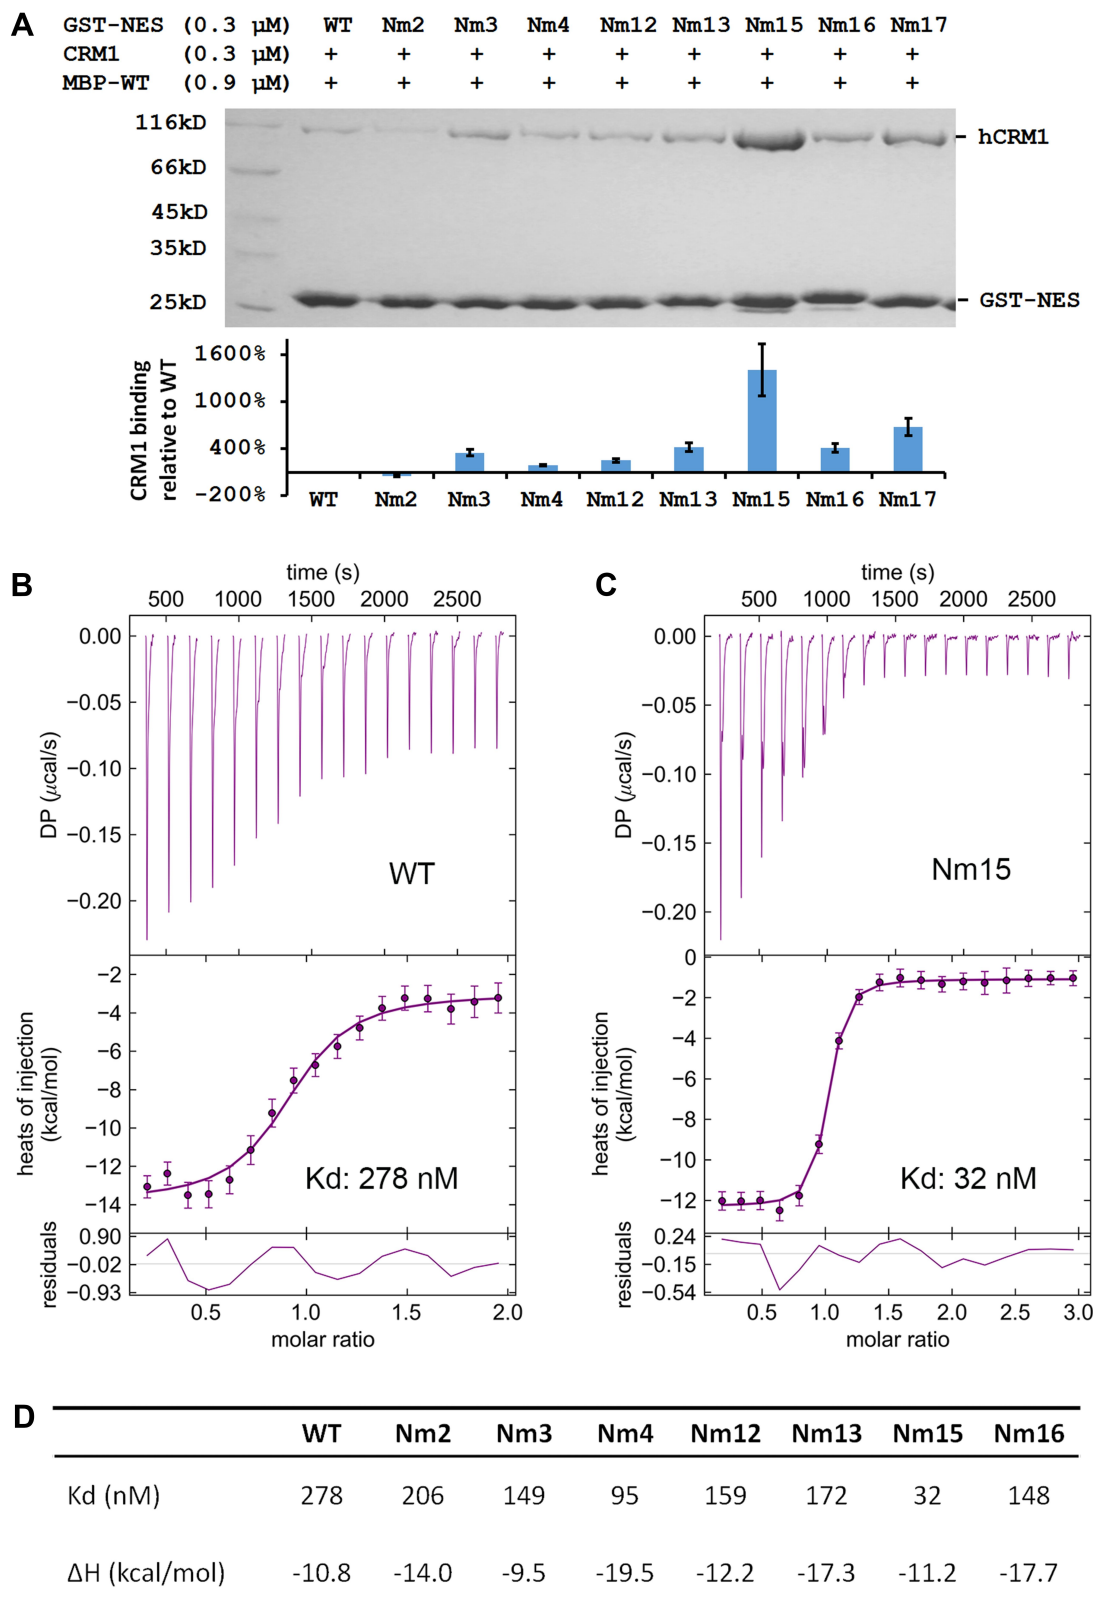 A
GST-NES (0.3 µM) WT Nm2 Nm3 Nm4 Nm12 Nm13 Nm15 Nm16 Nm17
CRM1 (0.3 µM) + + + + + + + + +
MBP-WT (0.9 µM) + + + + + + + + +
116kD
66kD
45kD
35kD
25kD
hCRM1
GST-NES
CRM1 binding
relative to WT
1600%
1000%
400%
-200%
WT Nm2 Nm3 Nm4 Nm12 Nm13 Nm15 Nm16 Nm17
B
time (s)
500 1000 1500 2000 2500
DP (µcal/s)
0.00
−0.05
−0.10
−0.15
−0.20
WT
heats of injection
(kcal/mol)
−2
−4
−6
−8
−10
−12
−14
Kd: 278 nM
residuals
0.90
−0.02
−0.93
0.5 1.0 1.5 2.0
molar ratio
C
time (s)
500 1000 1500 2000 2500
DP (µcal/s)
0.00
−0.05
−0.10
−0.15
−0.20
Nm15
heats of injection
(kcal/mol)
0
−2
−4
−6
−8
−10
−12
Kd: 32 nM
residuals
0.24
−0.15
−0.54
0.5 1.0 1.5 2.0 2.5 3.0
molar ratio
D
WT Nm2 Nm3 Nm4 Nm12 Nm13 Nm15 Nm16
Kd (nM) 278 206 149 95 159 172 32 148
ΔH (kcal/mol) -10.8 -14.0 -9.5 -19.5 -12.2 -17.3 -11.2 -17.7